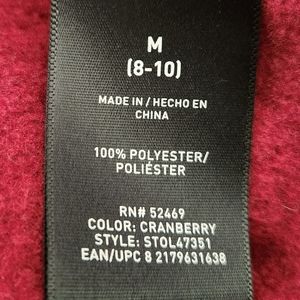 M
(8-10)
MADE IN / HECHO EN
CHINA
100% POLYESTER/
POLIÉSTER
RN# 52469
COLOR: CRANBERRY
STYLE: STOL47351
EAN/UPC 8 2179631638